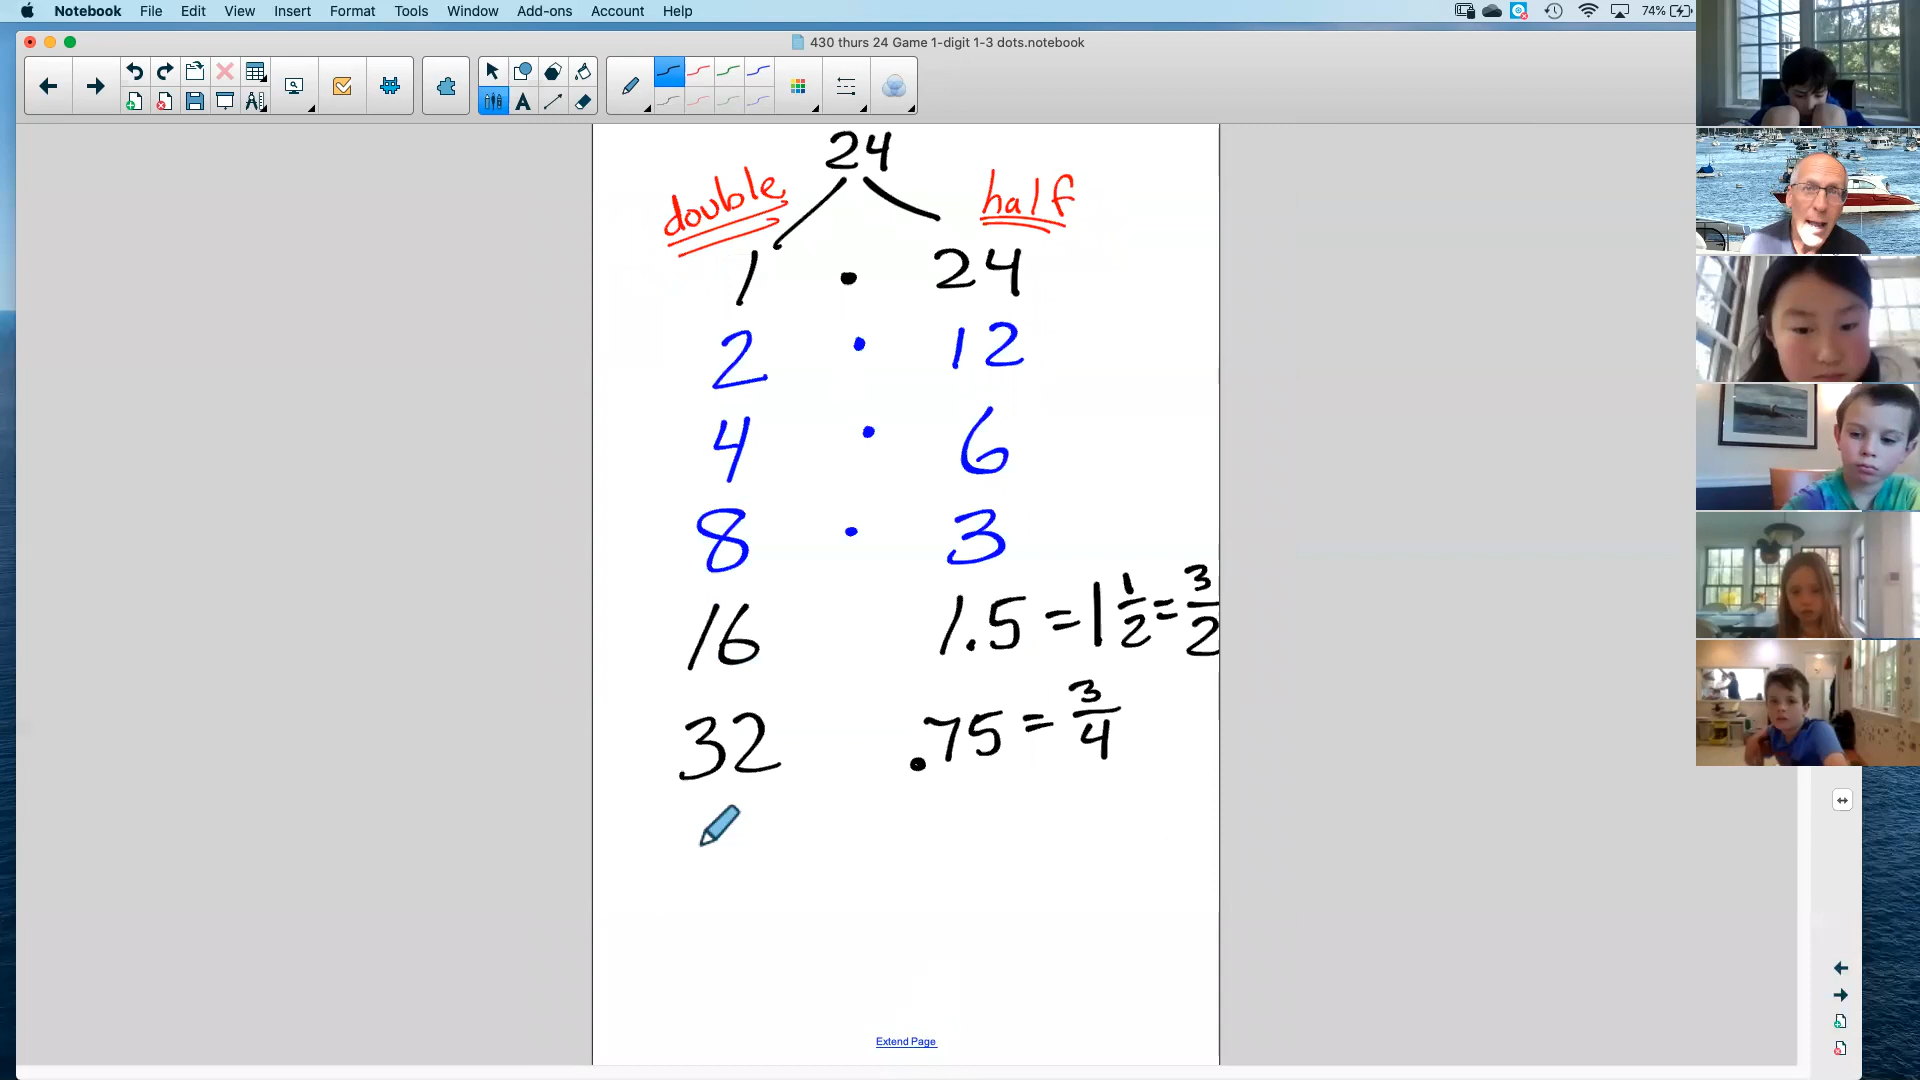 Notebook File Edit View Insert Format Tools Window Add-ons Account Help 74%
430 thurs 24 Game 1-digit 1-3 dots.notebook
A
24
double half
1 · 24
2 · 12
4 · 6
8 · 3
16 1.5 = 1 1/2 = 3/2
32 .75 = 3/4
Extend Page